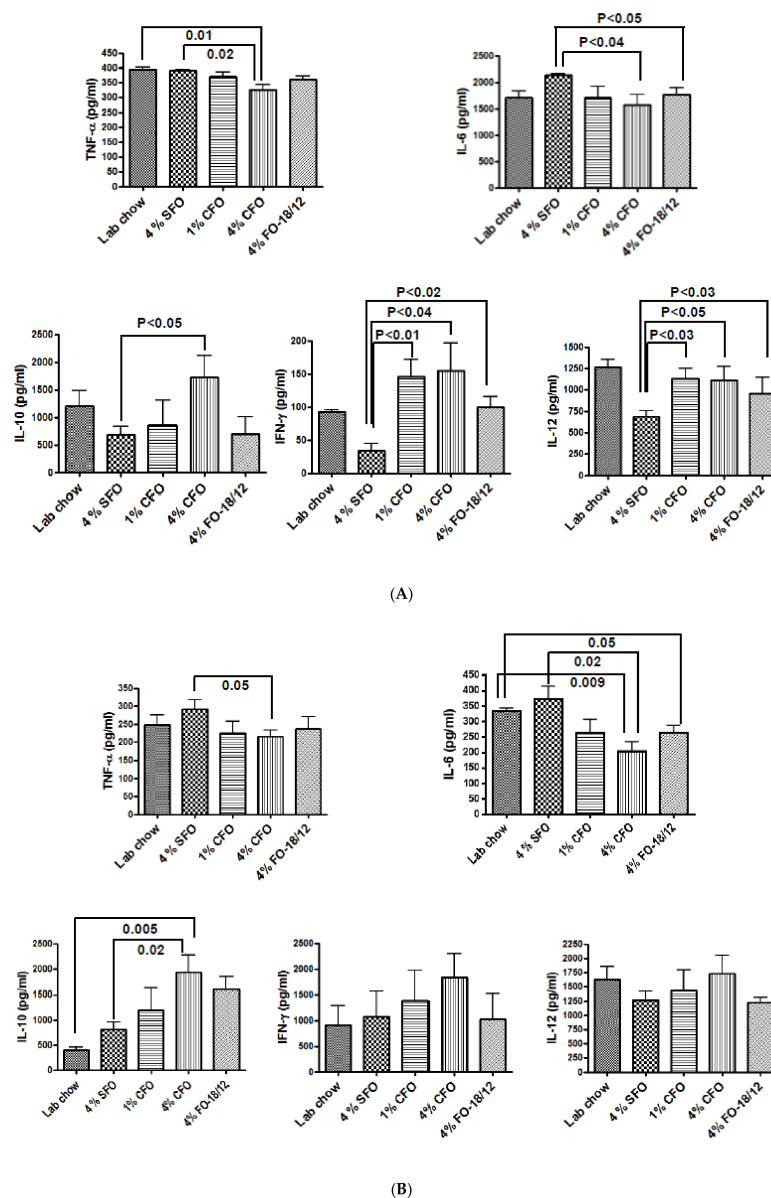 0.01
0.02
TNF-α (pg/ml)
450
400
350
300
250
200
150
100
50
0
Lab chow
4 % SFO
1% CFO
4% CFO
4% FO-18/12
P<0.05
P<0.04
IL-6 (pg/ml)
2500
2000
1500
1000
500
0
Lab chow
4 % SFO
1% CFO
4% CFO
4% FO-18/12
P<0.05
IL-10 (pg/ml)
2500
2000
1500
1000
500
0
Lab chow
4 % SFO
1% CFO
4% CFO
4% FO-18/12
P<0.02
P<0.04
P<0.01
IFN-γ (pg/ml)
200
150
100
50
0
Lab chow
4 % SFO
1% CFO
4% CFO
4% FO-18/12
P<0.03
P<0.05
P<0.03
IL-12 (pg/ml)
1500
1250
1000
750
500
250
0
Lab chow
4 % SFO
1% CFO
4% CFO
4% FO-18/12
(A)
0.05
TNF-α (pg/ml)
350
300
250
200
150
100
50
0
Lab chow
4 % SFO
1% CFO
4% CFO
4% FO-18/12
0.05
0.02
0.009
IL-6 (pg/ml)
450
400
350
300
250
200
150
100
50
0
Lab chow
4 % SFO
1% CFO
4% CFO
4% FO-18/12
0.005
0.02
IL-10 (pg/ml)
2500
2000
1500
1000
500
0
Lab chow
4 % SFO
1% CFO
4% CFO
4% FO-18/12
IFN-γ (pg/ml)
2500
2000
1500
1000
500
0
Lab chow
4 % SFO
1% CFO
4% CFO
4% FO-18/12
IL-12 (pg/ml)
2250
2000
1750
1500
1250
1000
750
500
250
0
Lab chow
4 % SFO
1% CFO
4% CFO
4% FO-18/12
(B)